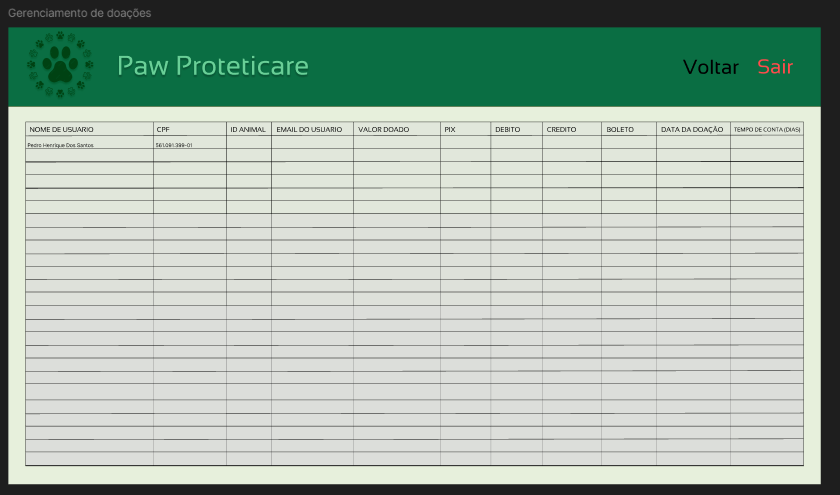 Gerenciamento de doações
Paw Proteticare
Voltar Sair
NOME DE USUARIO CPF ID ANIMAL EMAIL DO USUARIO VALOR DOADO PIX DEBITO CREDITO BOLETO DATA DA DOAÇÃO TEMPO DE CONTA (DIAS)
Pedro Henrique Dos Santos 561.091.399-01